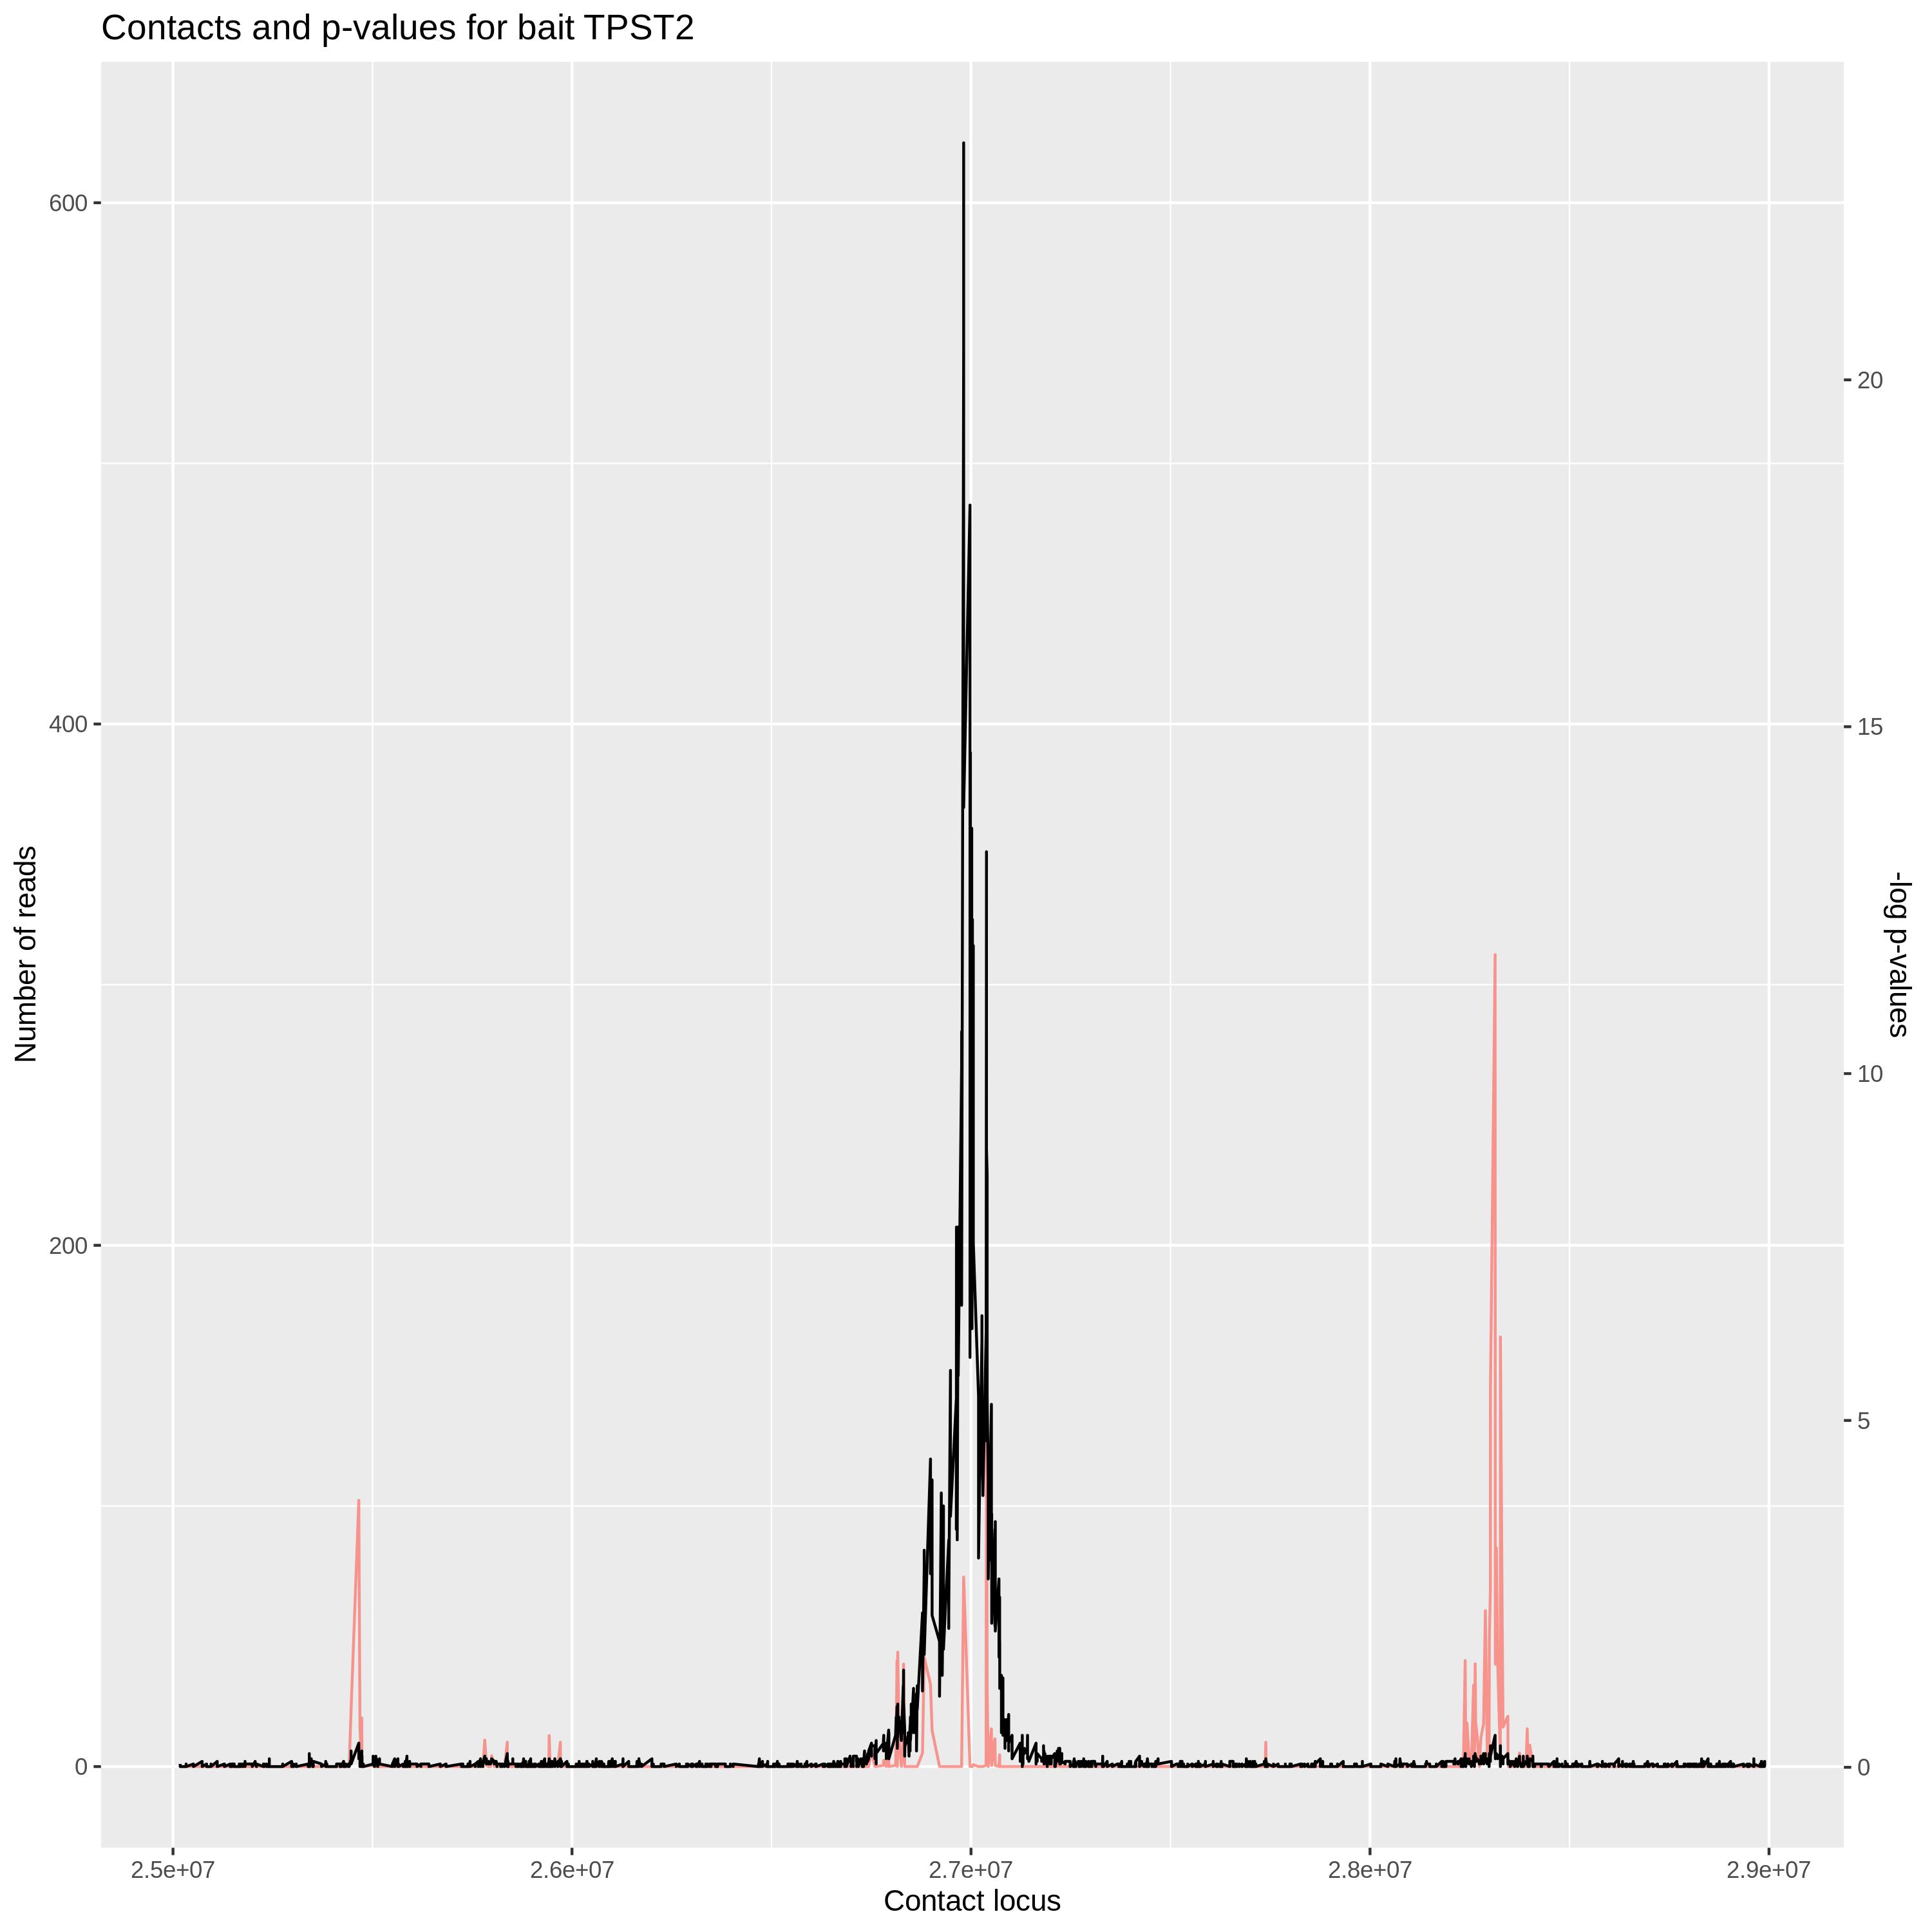 Contacts and p-values for bait TPST2
600
400
200
0
Number of reads
20
15
10
5
0
-log p-values
2.5e+07 2.6e+07 2.7e+07 2.8e+07 2.9e+07
Contact locus